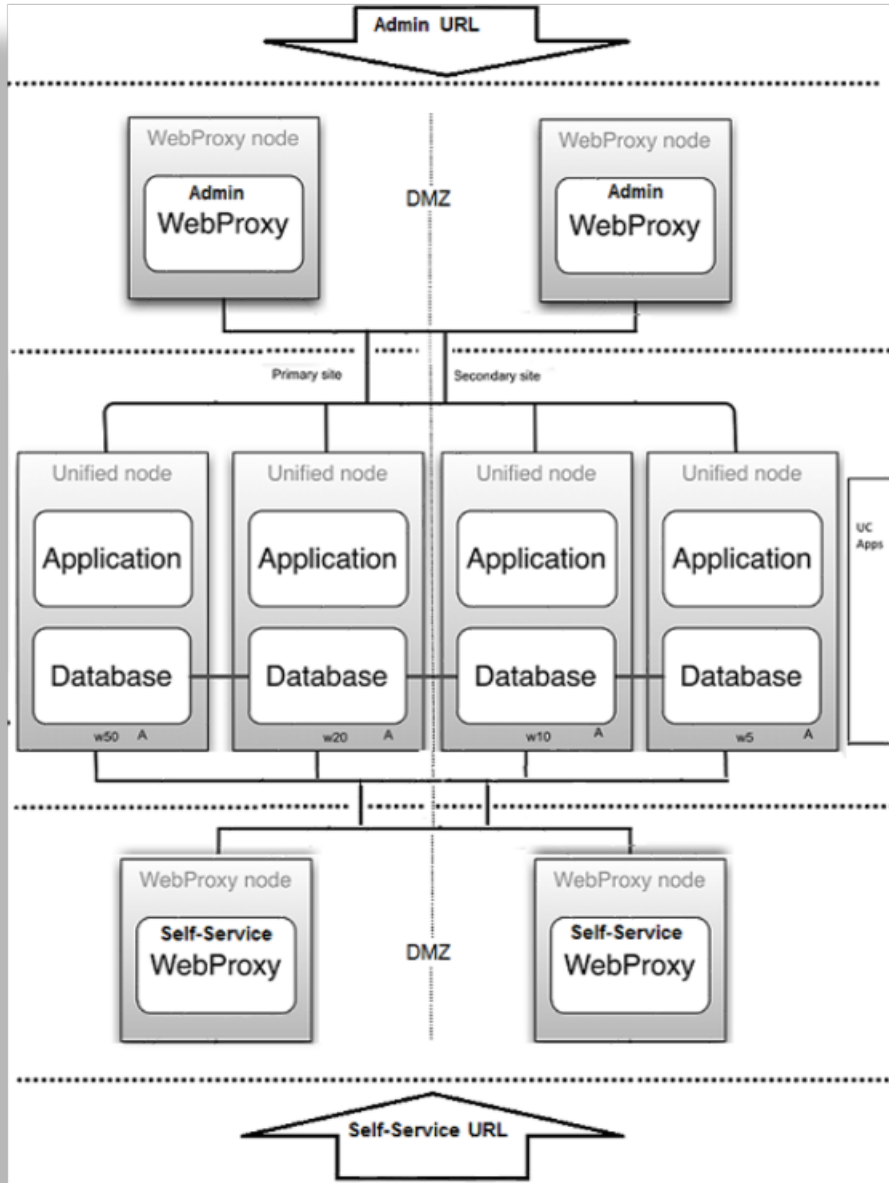 Admin URL
WebProxy node
WebProxy node
Admin
WebProxy
DMZ
Admin
WebProxy
Primary site
Secondary site
Unified node
Unified node
Unified node
Unified node
Application
Application
Application
Application
UC
Apps
Database
Database
Database
Database
w50 A
w20 A
w10 A
w5 A
WebProxy node
WebProxy node
Self-Service
WebProxy
DMZ
Self-Service
WebProxy
Self-Service URL